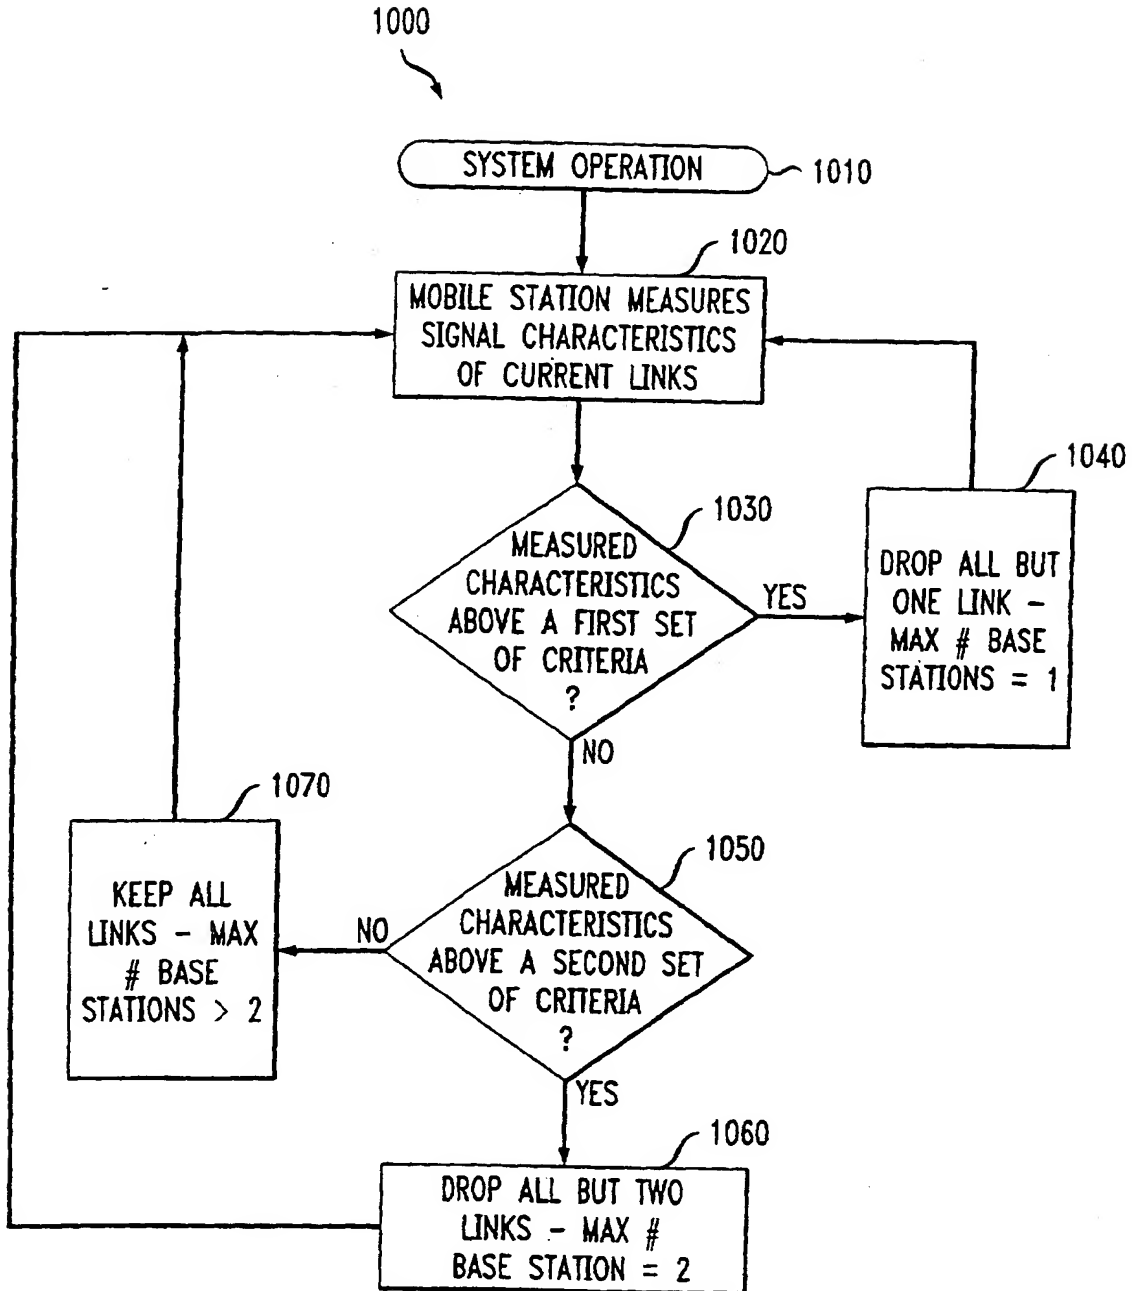 1000
SYSTEM OPERATION
1010
1020
MOBILE STATION MEASURES
SIGNAL CHARACTERISTICS
OF CURRENT LINKS
1030
MEASURED
CHARACTERISTICS
ABOVE A FIRST SET
OF CRITERIA
?
YES
NO
1040
DROP ALL BUT
ONE LINK -
MAX # BASE
STATIONS = 1
1050
MEASURED
CHARACTERISTICS
ABOVE A SECOND SET
OF CRITERIA
?
NO
YES
1070
KEEP ALL
LINKS - MAX
# BASE
STATIONS > 2
1060
DROP ALL BUT TWO
LINKS - MAX #
BASE STATION = 2